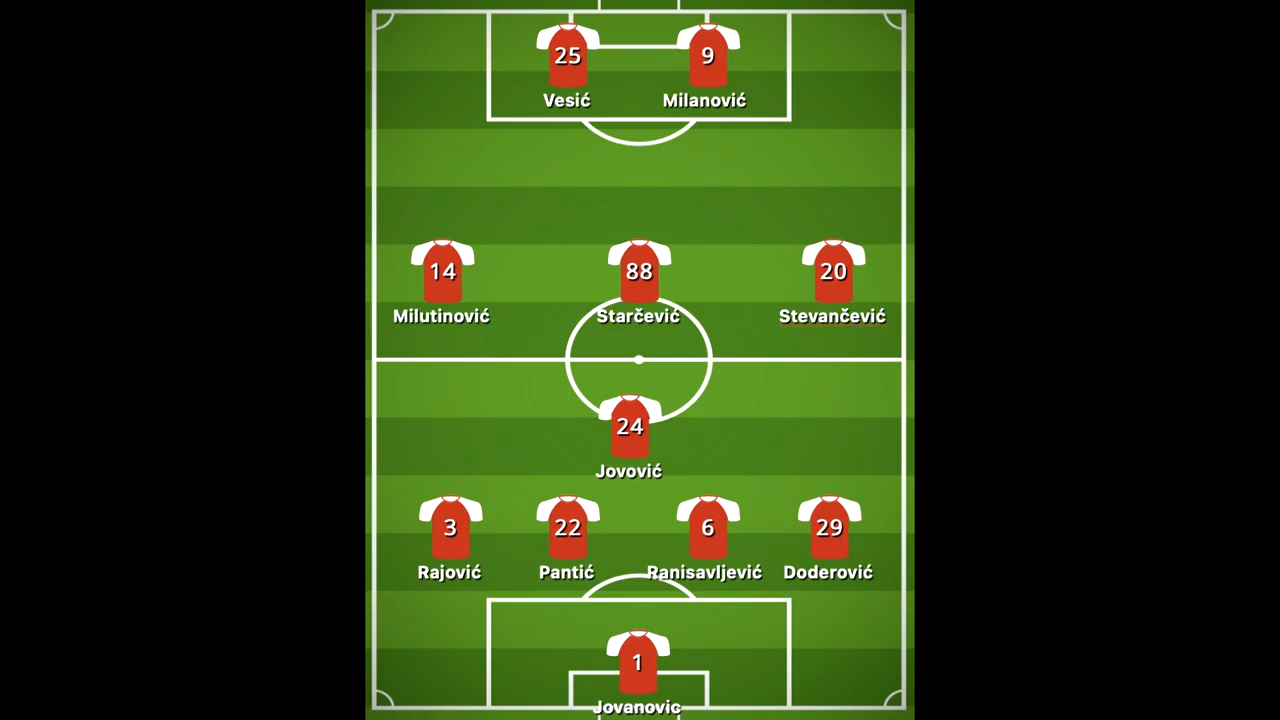 25 9
Vesić Milanović
14 88 20
Milutinović Starčević Stevančević
24
Jovović
3 22 6 29
Rajović Pantić Ranisavljević Doderović
1
Jovanovic